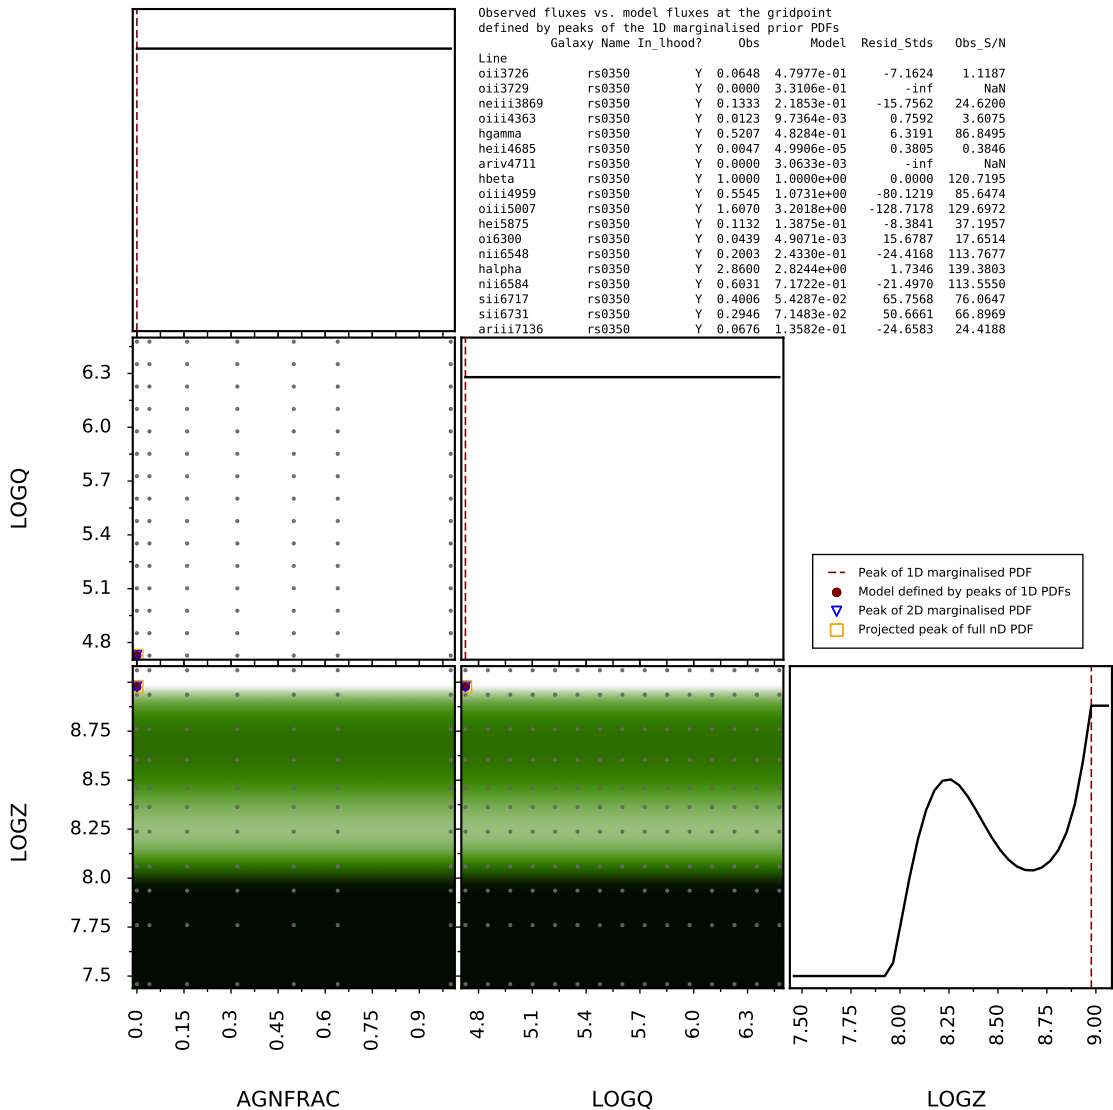 Observed fluxes vs. model fluxes at the gridpoint
defined by peaks of the 1D marginalised prior PDFs
Galaxy Name In_lhood? Obs Model Resid_Stds Obs_S/N
Line
oii3726 rs0350 Y 0.0648 4.7977e-01 -7.1624 1.1187
oii3729 rs0350 Y 0.0000 3.3106e-01 -inf NaN
neiii3869 rs0350 Y 0.1333 2.1853e-01 -15.7562 24.6200
oiii4363 rs0350 Y 0.0123 9.7364e-03 0.7592 3.6075
hgamma rs0350 Y 0.5207 4.8284e-01 6.3191 86.8495
heii4685 rs0350 Y 0.0047 4.9906e-05 0.3805 0.3846
ariv4711 rs0350 Y 0.0000 3.0633e-03 -inf NaN
hbeta rs0350 Y 1.0000 1.0000e+00 0.0000 120.7195
oiii4959 rs0350 Y 0.5545 1.0731e+00 -80.1219 85.6474
oiii5007 rs0350 Y 1.6070 3.2018e+00 -128.7178 129.6972
hei5875 rs0350 Y 0.1132 1.3875e-01 -8.3841 37.1957
oi6300 rs0350 Y 0.0439 4.9071e-03 15.6787 17.6514
nii6548 rs0350 Y 0.2003 2.4330e-01 -24.4168 113.7677
halpha rs0350 Y 2.8600 2.8244e+00 1.7346 139.3803
nii6584 rs0350 Y 0.6031 7.1722e-01 -21.4970 113.5550
sii6717 rs0350 Y 0.4006 5.4287e-02 65.7568 76.0647
sii6731 rs0350 Y 0.2946 7.1483e-02 50.6661 66.8969
ariii7136 rs0350 Y 0.0676 1.3582e-01 -24.6583 24.4188
LOGQ
6.3
6.0
5.7
5.4
5.1
4.8
Peak of 1D marginalised PDF
Model defined by peaks of 1D PDFs
Peak of 2D marginalised PDF
Projected peak of full nD PDF
LOGZ
8.75
8.5
8.25
8.0
7.75
7.5
0.0 0.15 0.3 0.45 0.6 0.75 0.9
4.8 5.1 5.4 5.7 6.0 6.3
7.50 7.75 8.00 8.25 8.50 8.75 9.00
AGNFRAC LOGQ LOGZ